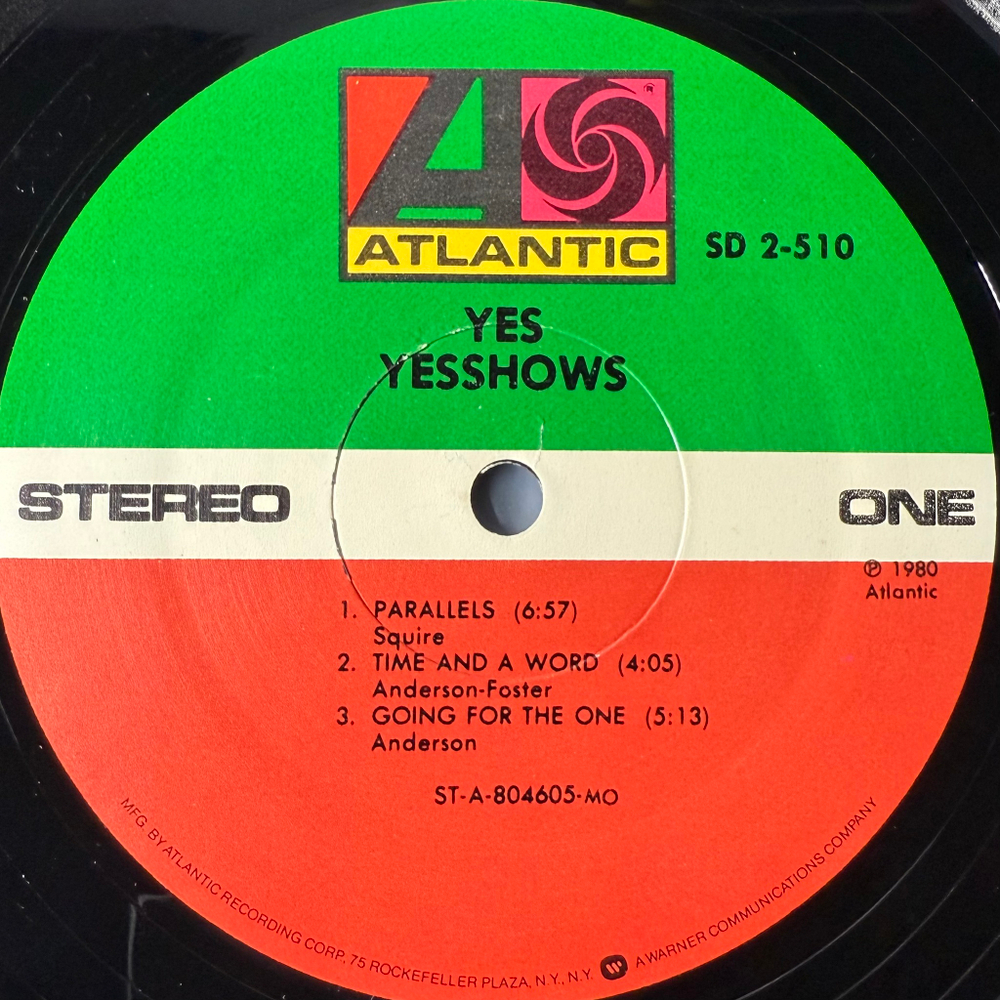 ATLANTIC
®
SD 2-510
YES
YESSHOWS
STEREO
ONE
℗ 1980
Atlantic
1. PARALLELS (6:57)
Squire
2. TIME AND A WORD (4:05)
Anderson-Foster
3. GOING FOR THE ONE (5:13)
Anderson
ST-A-804605-MO
MFG. BY ATLANTIC RECORDING CORP., 75 ROCKEFELLER PLAZA, N.Y., N.Y. A WARNER COMMUNICATIONS COMPANY